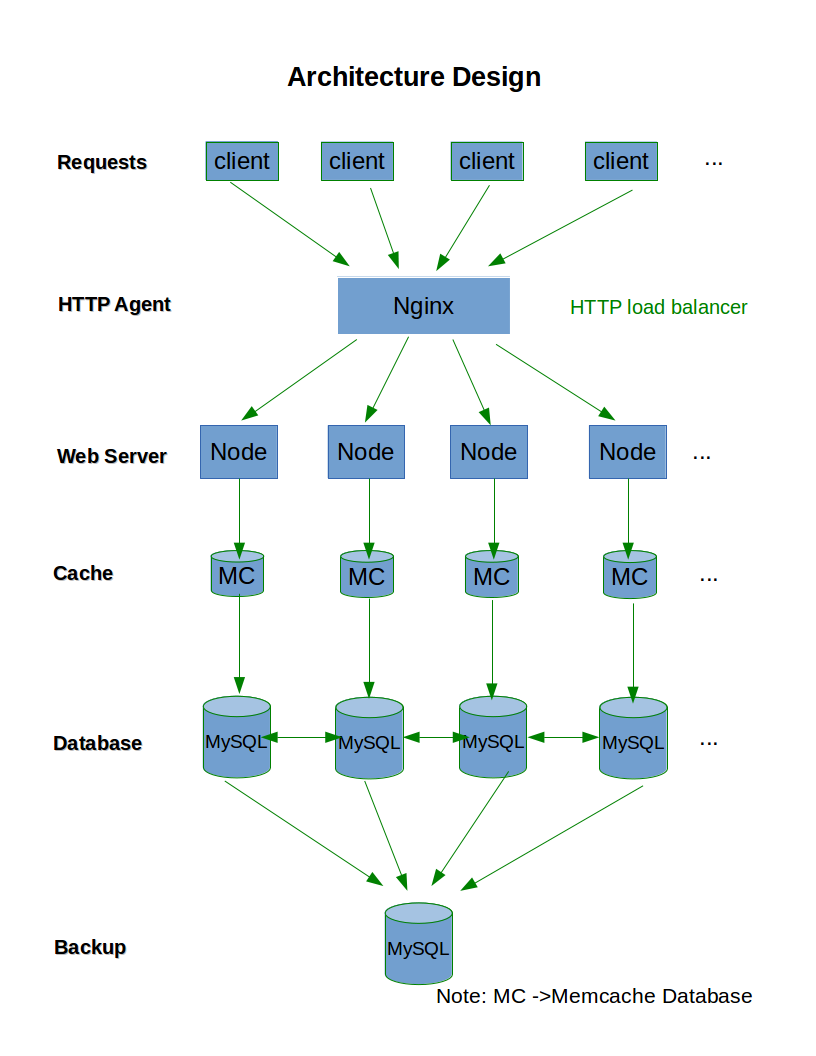 Architecture Design
Requests client client client client ...
HTTP Agent Nginx HTTP load balancer
Web Server Node Node Node Node ...
Cache MC MC MC MC ...
Database MySQL MySQL MySQL MySQL ...
Backup MySQL
Note: MC ->Memcache Database